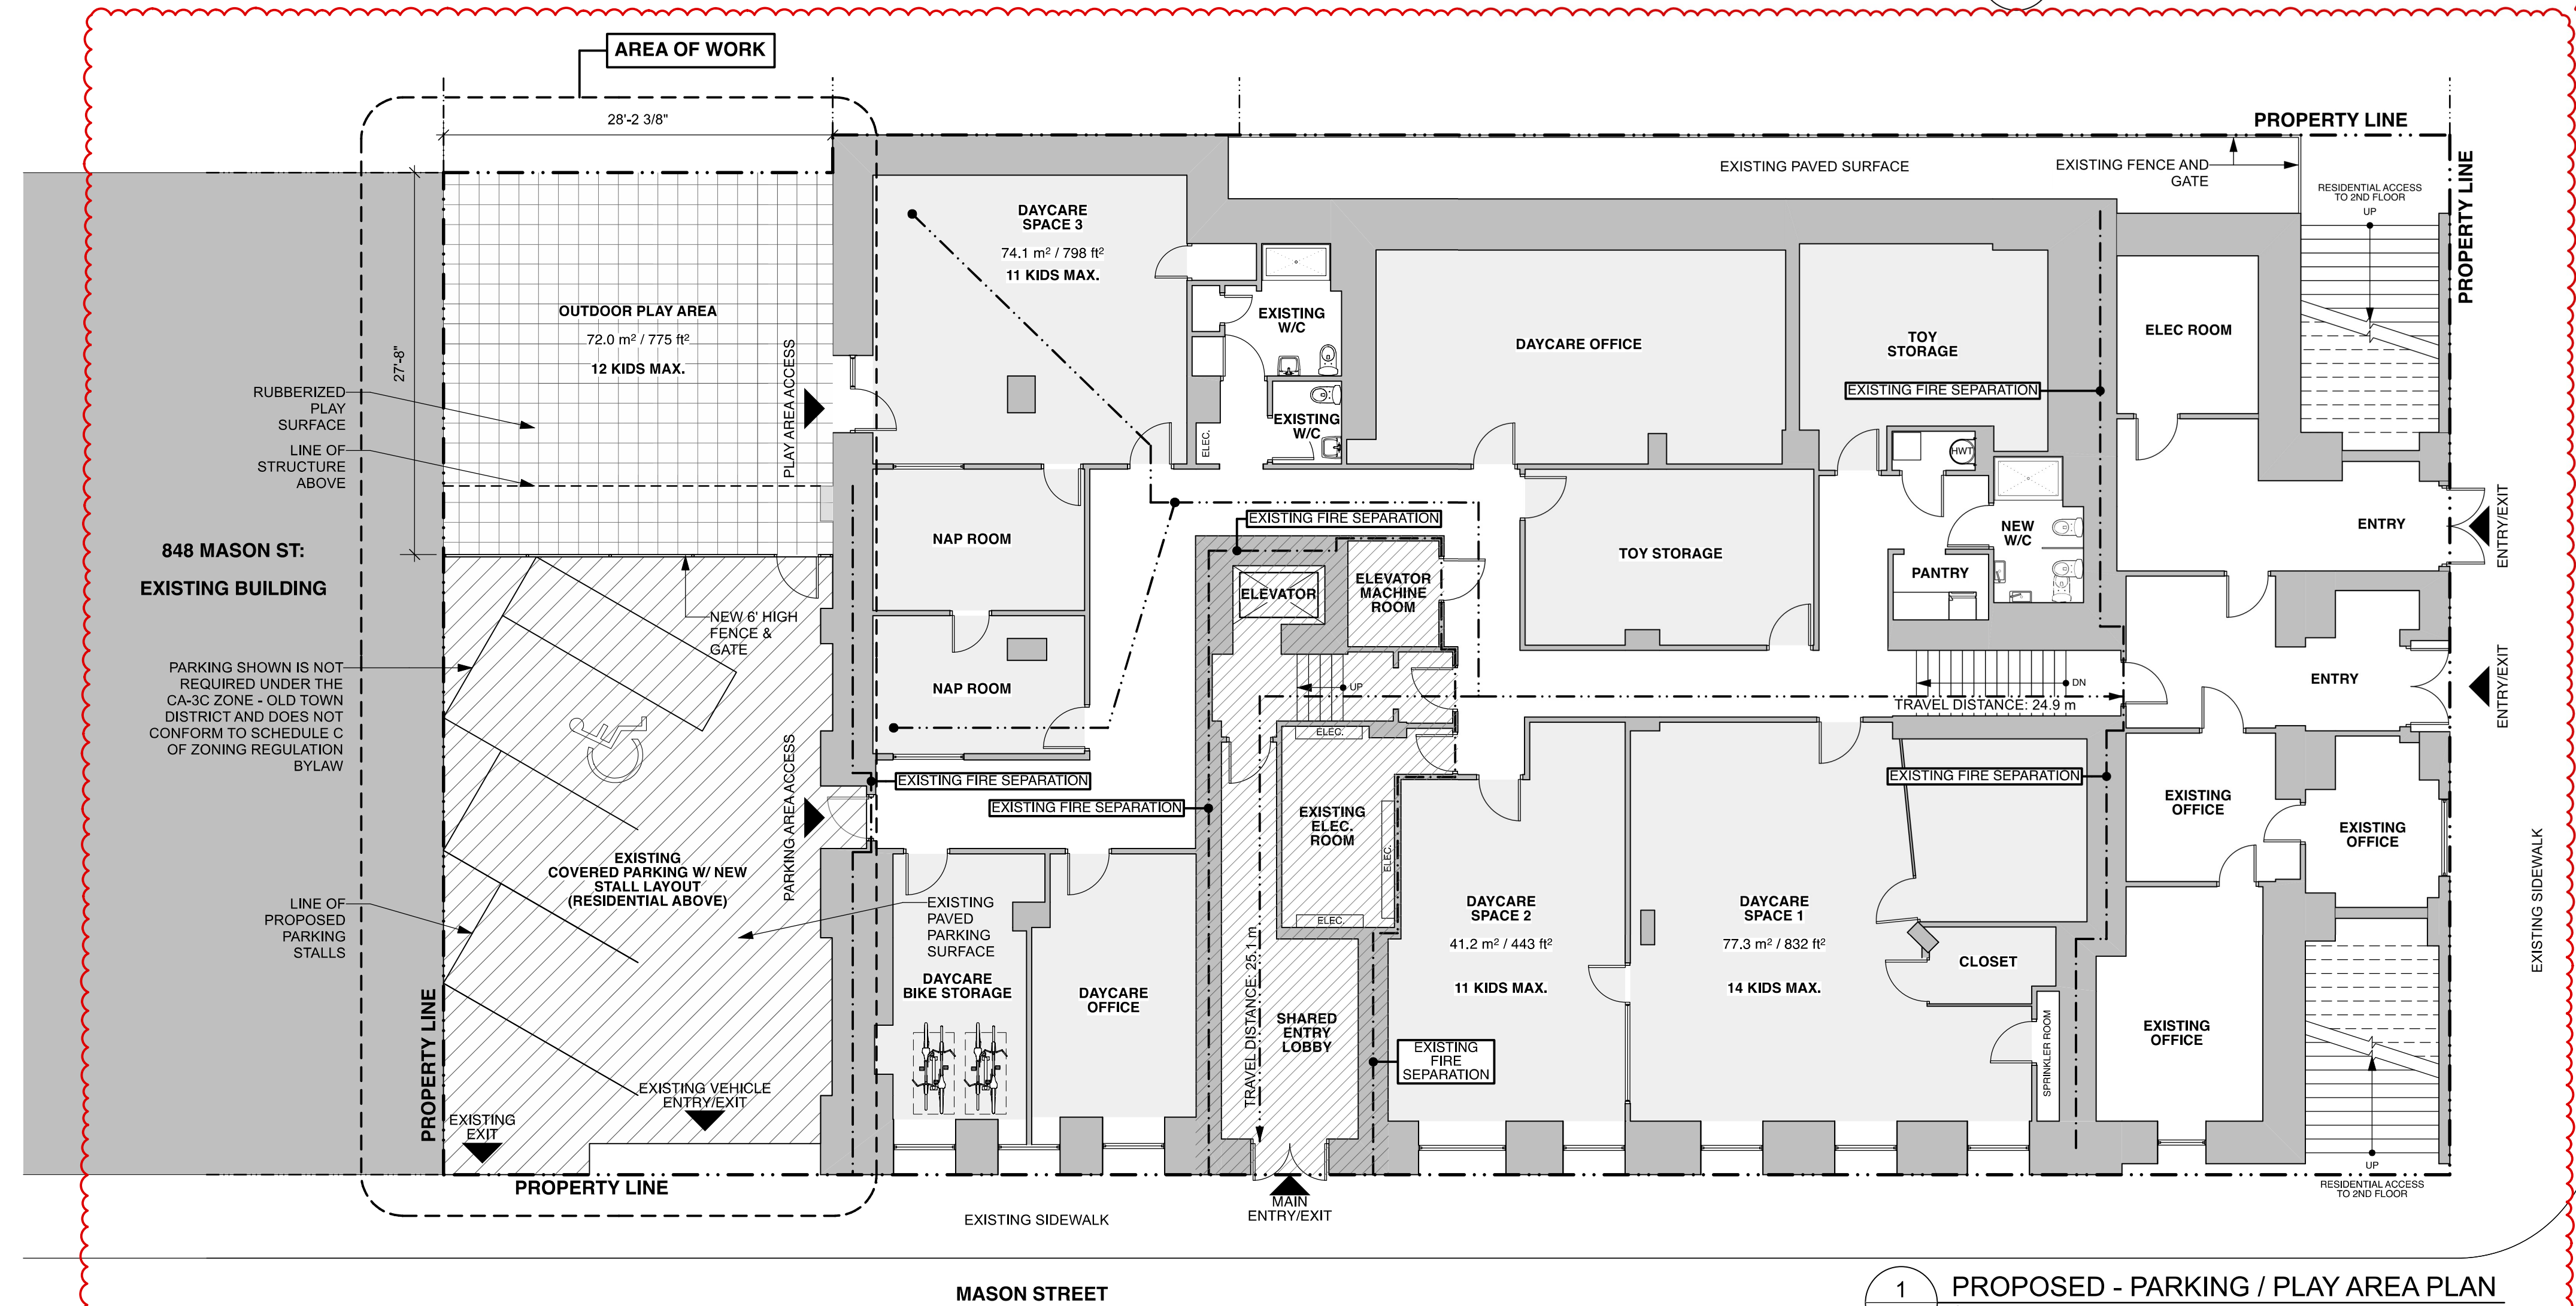 AREA OF WORK
28'-2 3/8"
27'-8"
PROPERTY LINE
PROPERTY LINE
EXISTING PAVED SURFACE
EXISTING FENCE AND
GATE
RESIDENTIAL ACCESS
TO 2ND FLOOR
UP
DAYCARE
SPACE 3
74.1 m² / 798 ft²
11 KIDS MAX.
OUTDOOR PLAY AREA
72.0 m² / 775 ft²
12 KIDS MAX.
PLAY AREA ACCESS
RUBBERIZED
PLAY
SURFACE
LINE OF
STRUCTURE
ABOVE
EXISTING
W/C
EXISTING
W/C
ELEC.
DAYCARE OFFICE
TOY
STORAGE
EXISTING FIRE SEPARATION
ELEC ROOM
HWT
NEW
W/C
PANTRY
ENTRY
ENTRY/EXIT
848 MASON ST:
EXISTING BUILDING
NAP ROOM
EXISTING FIRE SEPARATION
ELEVATOR
ELEVATOR
MACHINE
ROOM
TOY STORAGE
NEW 6' HIGH
FENCE &
GATE
NAP ROOM
UP
DN
TRAVEL DISTANCE: 24.9 m
ENTRY
ENTRY/EXIT
PARKING SHOWN IS NOT
REQUIRED UNDER THE
CA-3C ZONE - OLD TOWN
DISTRICT AND DOES NOT
CONFORM TO SCHEDULE C
OF ZONING REGULATION
BYLAW
PARKING AREA ACCESS
EXISTING FIRE SEPARATION
EXISTING FIRE SEPARATION
ELEC.
EXISTING
ELEC.
ROOM
ELEC.
ELEC.
EXISTING FIRE SEPARATION
EXISTING
OFFICE
EXISTING
OFFICE
EXISTING SIDEWALK
EXISTING
COVERED PARKING W/ NEW
STALL LAYOUT
(RESIDENTIAL ABOVE)
LINE OF
PROPOSED
PARKING
STALLS
EXISTING
PAVED
PARKING
SURFACE
DAYCARE
BIKE STORAGE
DAYCARE
OFFICE
TRAVEL DISTANCE: 25.1 m
SHARED
ENTRY
LOBBY
DAYCARE
SPACE 2
41.2 m² / 443 ft²
11 KIDS MAX.
DAYCARE
SPACE 1
77.3 m² / 832 ft²
14 KIDS MAX.
CLOSET
SPRINKLER ROOM
EXISTING
FIRE
SEPARATION
EXISTING
OFFICE
PROPERTY LINE
EXISTING VEHICLE
ENTRY/EXIT
EXISTING
EXIT
PROPERTY LINE
MAIN
ENTRY/EXIT
UP
RESIDENTIAL ACCESS
TO 2ND FLOOR
EXISTING SIDEWALK
MASON STREET
1
PROPOSED - PARKING / PLAY AREA PLAN